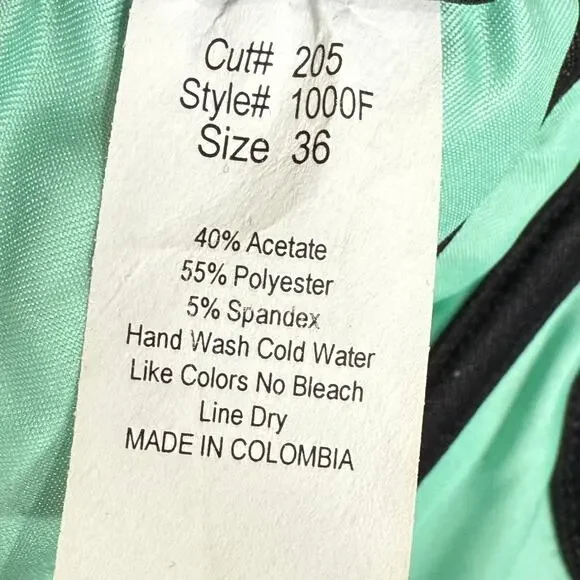 Cut# 205
Style# 1000F
Size 36
40% Acetate
55% Polyester
5% Spandex
Hand Wash Cold Water
Like Colors No Bleach
Line Dry
MADE IN COLOMBIA